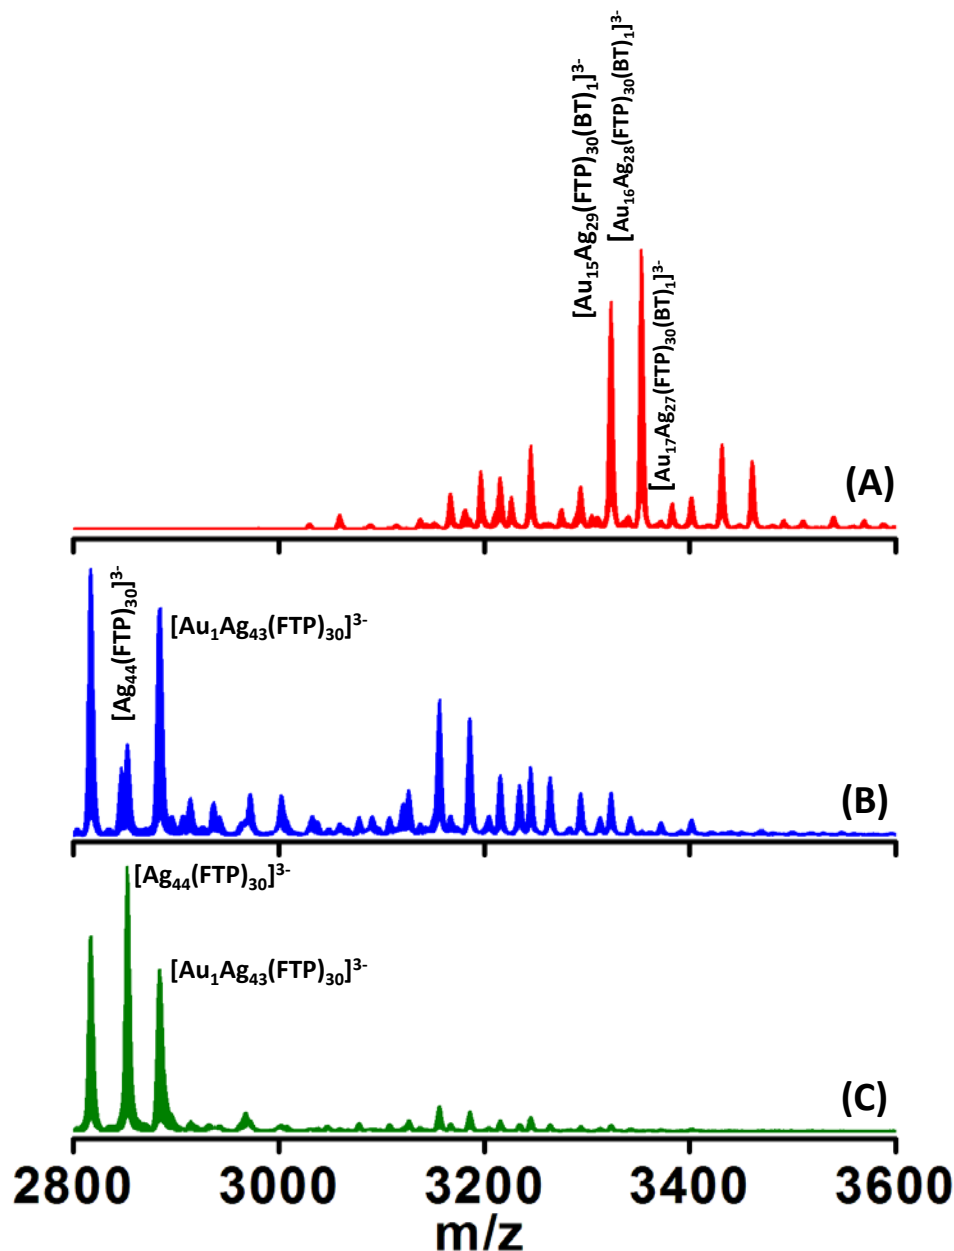 [Au₁₅Ag₂₉(FTP)₃₀(BT)₁]³⁻
[Au₁₆Ag₂₈(FTP)₃₀(BT)₁]³⁻
[Au₁₇Ag₂₇(FTP)₃₀(BT)₁]³⁻
(A)
[Ag₄₄(FTP)₃₀]³⁻
[Au₁Ag₄₃(FTP)₃₀]³⁻
(B)
[Ag₄₄(FTP)₃₀]³⁻
[Au₁Ag₄₃(FTP)₃₀]³⁻
(C)
2800 3000 3200 3400 3600
m/z